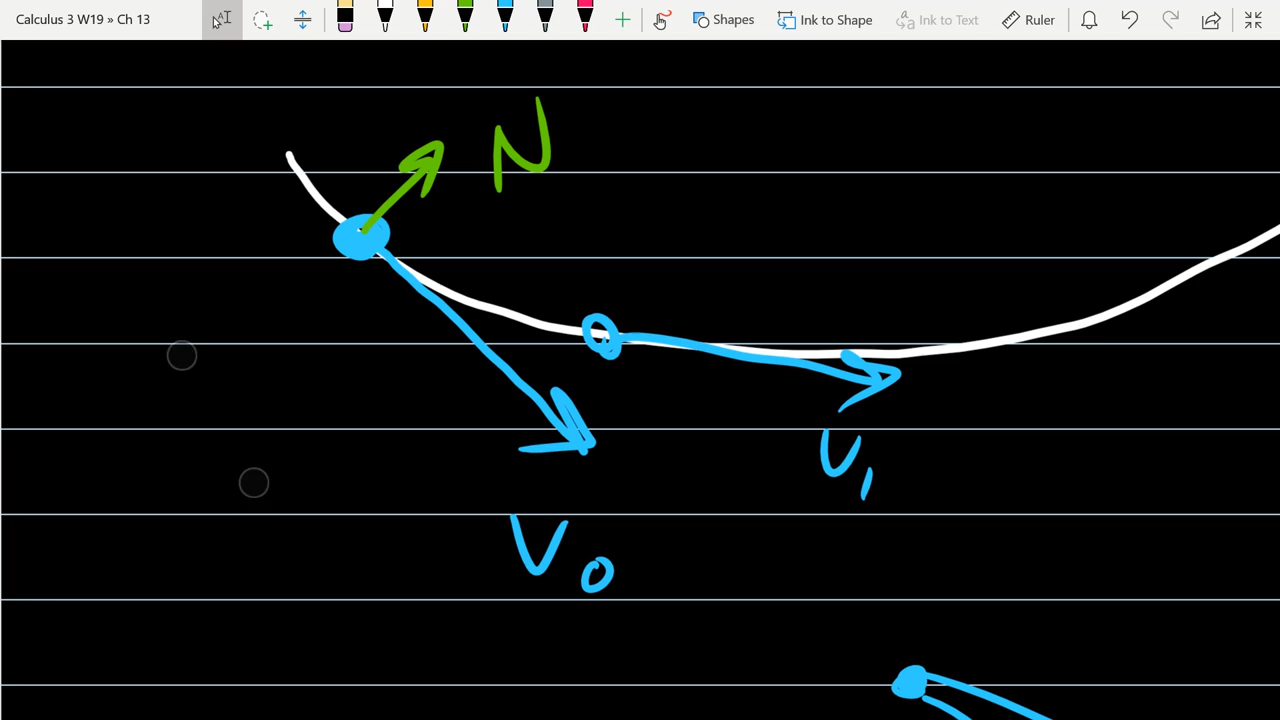 Calculus 3 W19 » Ch 13
Shapes
Ink to Shape
Ink to Text
Ruler
N
V₁
V₀